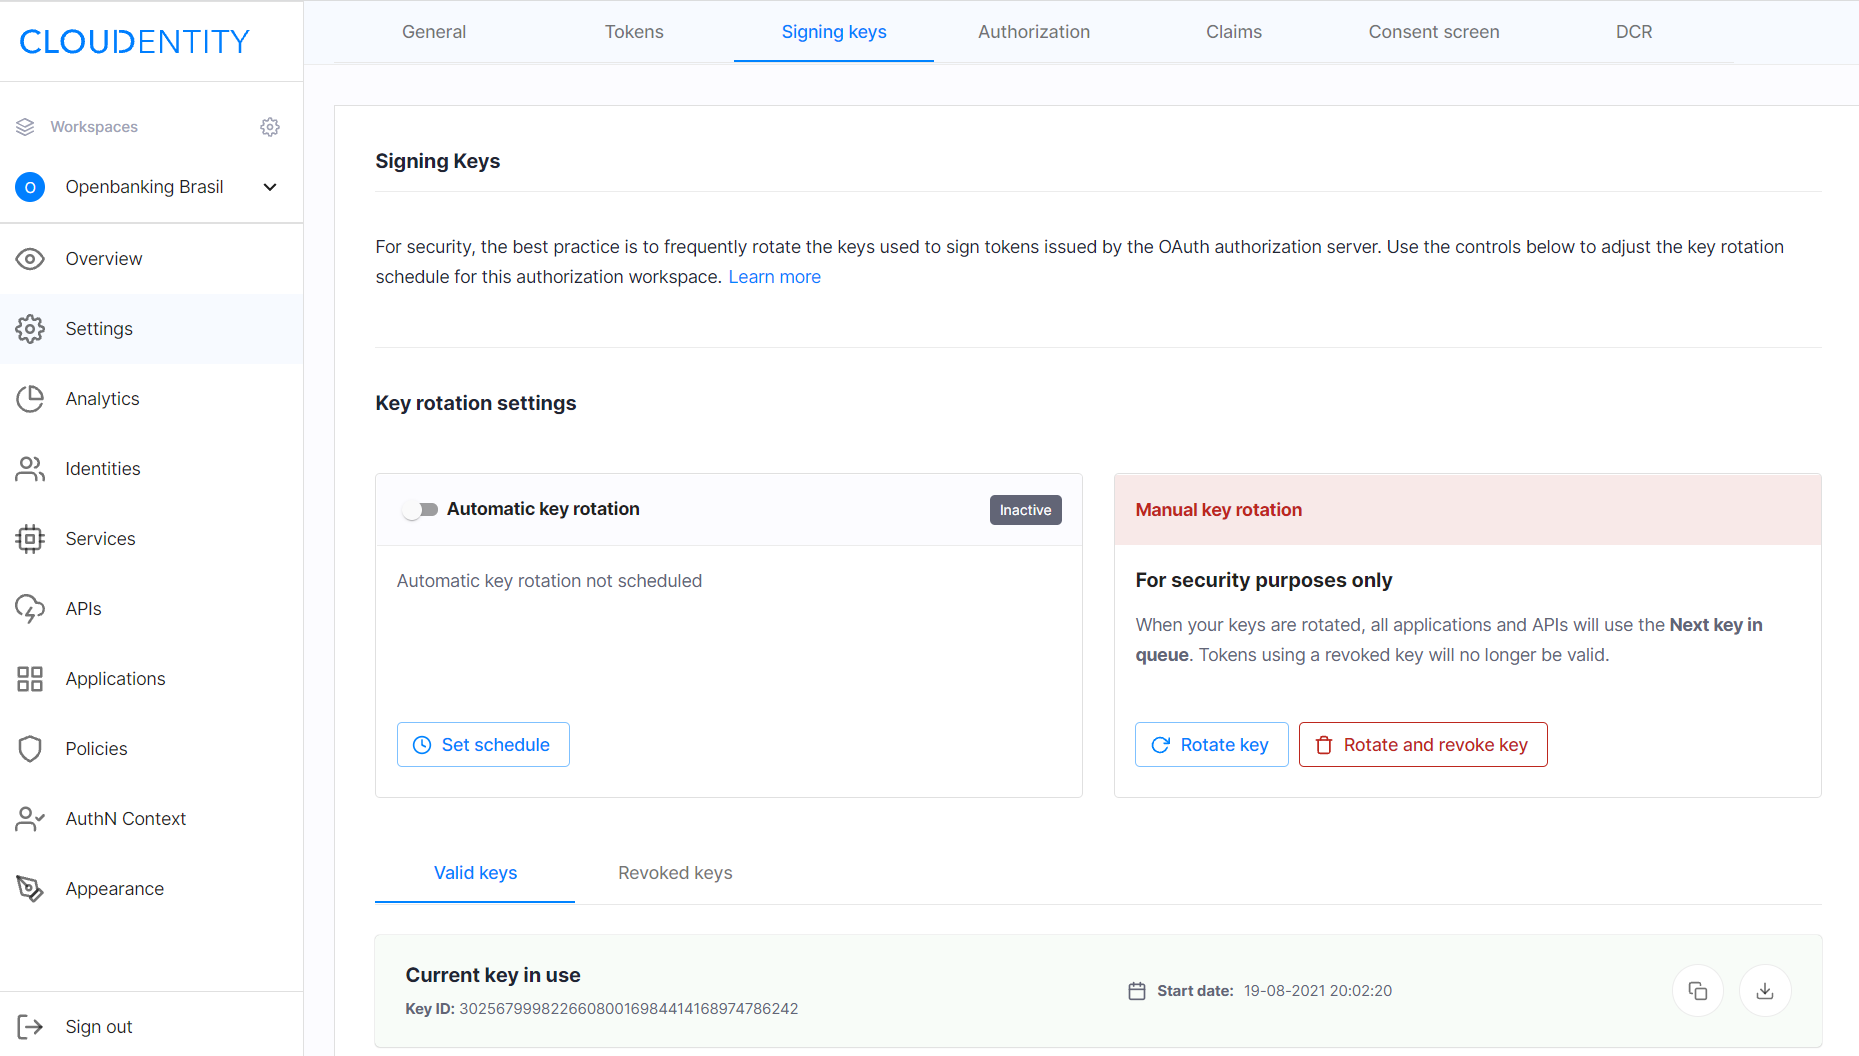 CLOUDENTITY
Workspaces
O
Openbanking Brasil
Overview
Settings
Analytics
Identities
Services
APIs
Applications
Policies
AuthN Context
Appearance
Sign out
General
Tokens
Signing keys
Authorization
Claims
Consent screen
DCR
Signing Keys
For security, the best practice is to frequently rotate the keys used to sign tokens issued by the OAuth authorization server. Use the controls below to adjust the key rotation
schedule for this authorization workspace. Learn more
Key rotation settings
Automatic key rotation
Inactive
Automatic key rotation not scheduled
Set schedule
Manual key rotation
For security purposes only
When your keys are rotated, all applications and APIs will use the Next key in
queue. Tokens using a revoked key will no longer be valid.
Rotate key
Rotate and revoke key
Valid keys
Revoked keys
Current key in use
Key ID: 30256799982266080016984414168974786242
Start date: 19-08-2021 20:02:20